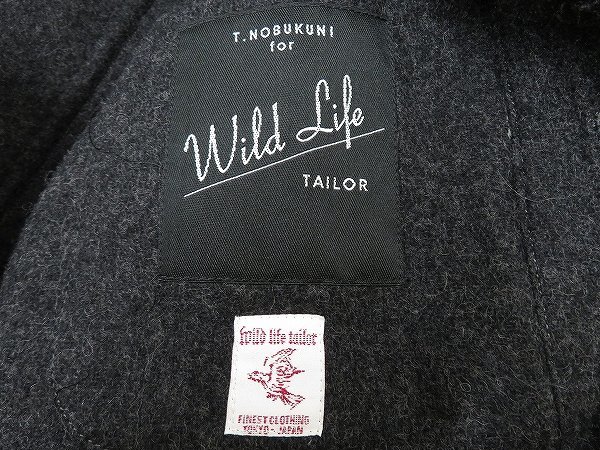 T.NOBUKUNI
for
Wild Life
TAILOR
Wild life tailor
FINEST CLOTHING
TOKYO - JAPAN